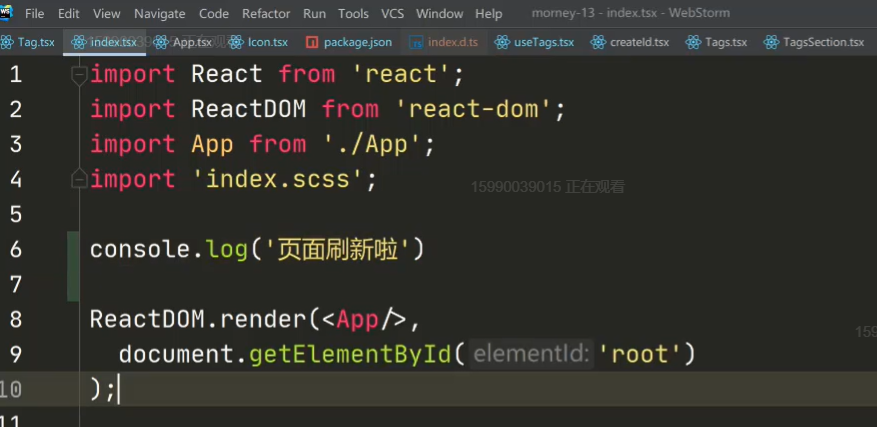 File Edit View Navigate Code Refactor Run Tools VCS Window Help morney-13 - index.tsx - WebStorm
Tag.tsx index.tsx App.tsx Icon.tsx package.json index.d.ts useTags.tsx createId.tsx Tags.tsx TagsSection.tsx
1 import React from 'react';
2 import ReactDOM from 'react-dom';
3 import App from './App';
4 import 'index.scss';
15990039015 正在观看
5
6 console.log('页面刷新啦')
7
8 ReactDOM.render(<App/>,
9 document.getElementById( elementId: 'root')
10 );
11